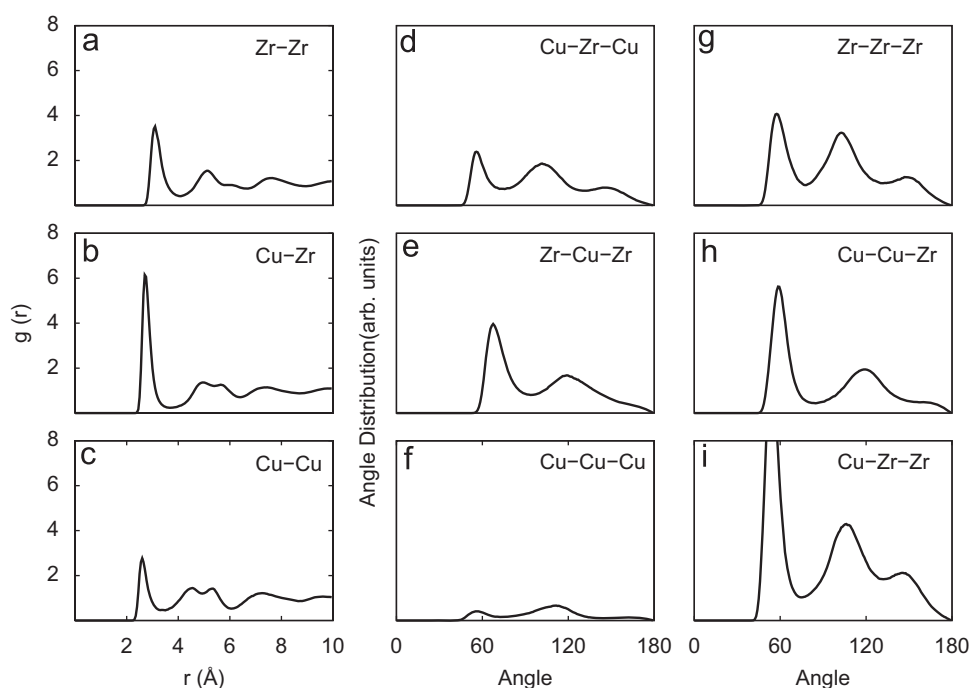 8
6
4
2
a
Zr–Zr
d
Cu–Zr–Cu
g
Zr–Zr–Zr
8
6
4
2
b
Cu–Zr
e
Zr–Cu–Zr
h
Cu–Cu–Zr
g (r)
Angle Distribution(arb. units)
8
6
4
2
c
Cu–Cu
f
Cu–Cu–Cu
i
Cu–Zr–Zr
2 4 6 8 10
0 60 120 180
0 60 120 180
r (Å)
Angle
Angle